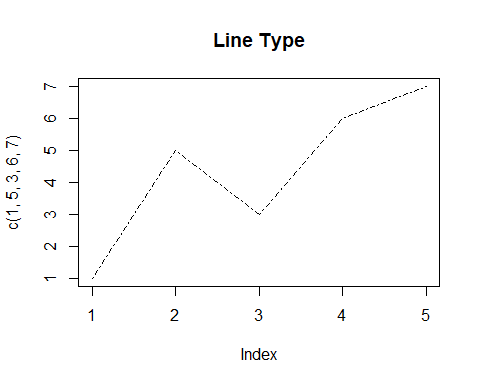 Line Type
c(1, 5, 3, 6, 7)
7
6
5
4
3
2
1
1 2 3 4 5
Index